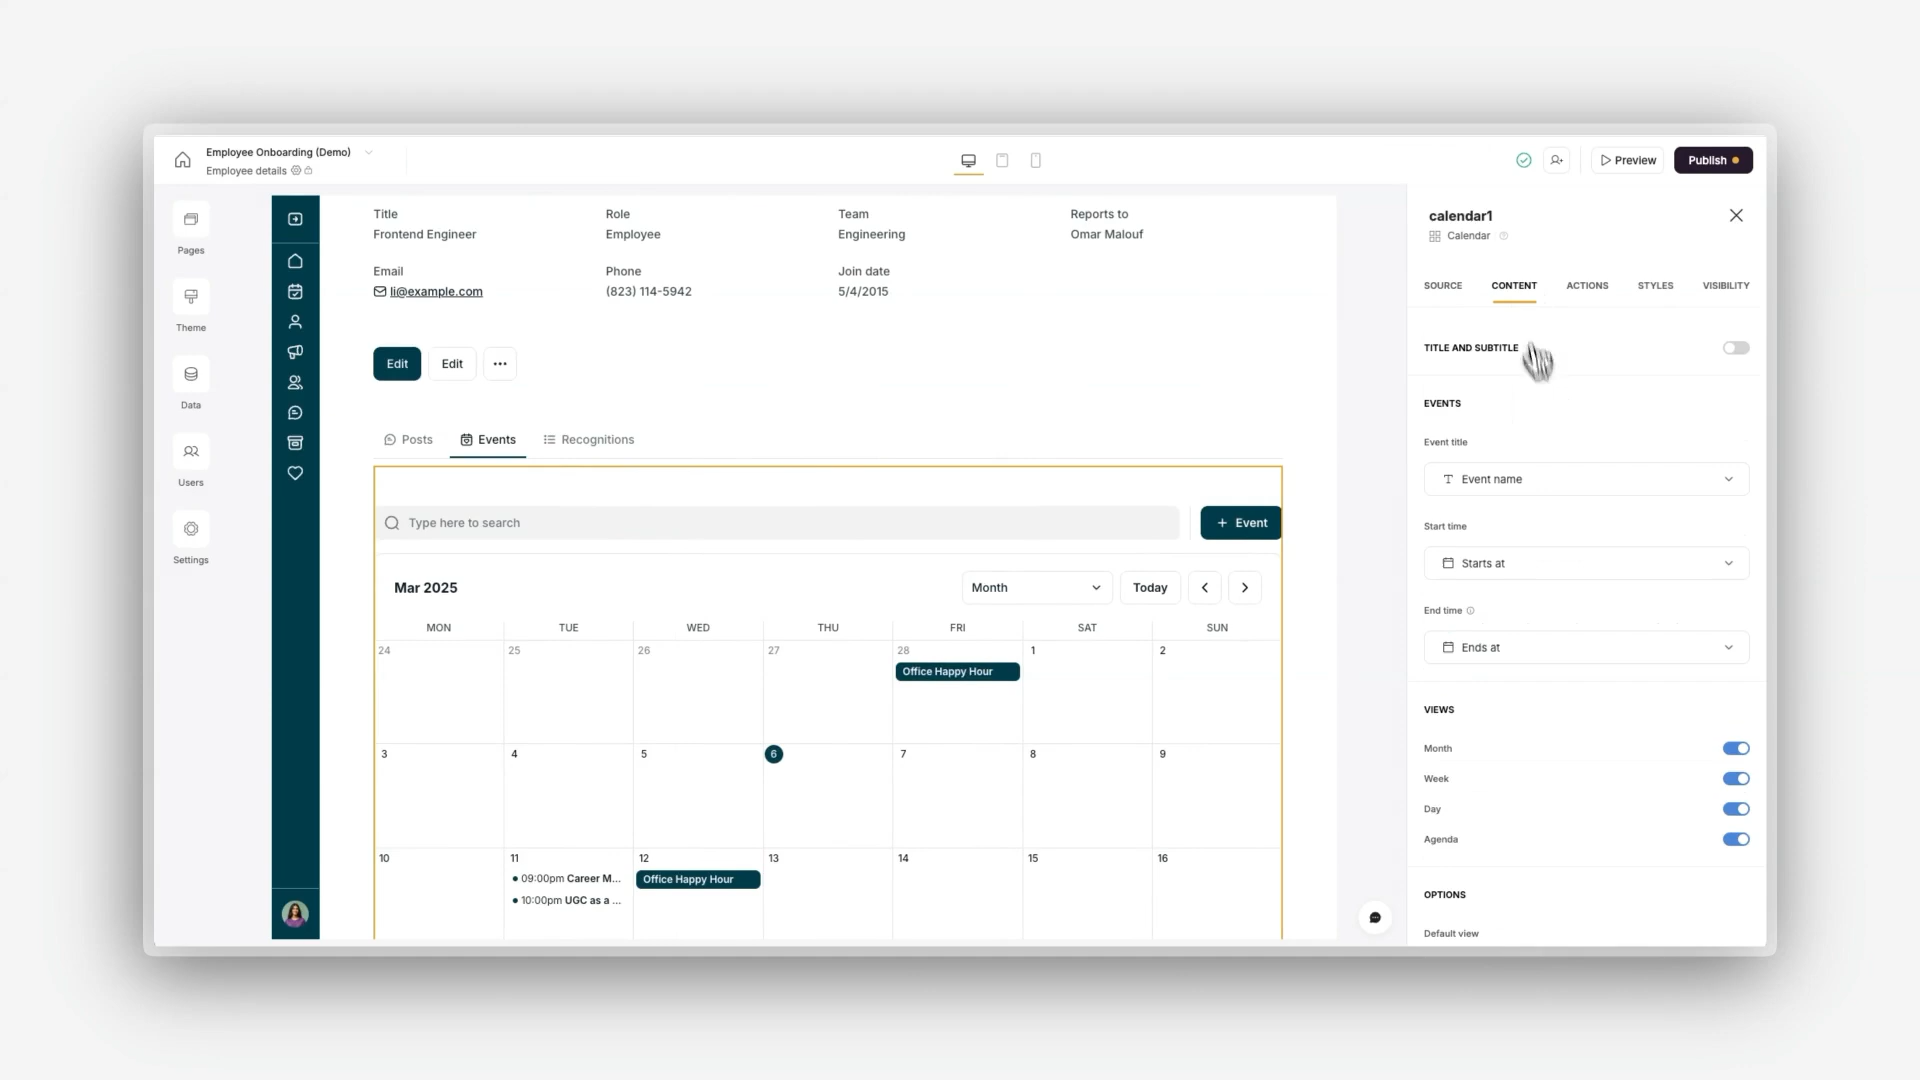 Employee Onboarding (Demo)
Employee details
Preview
Publish
Pages
Theme
Data
Users
Settings
Title
Frontend Engineer
Role
Employee
Team
Engineering
Reports to
Omar Malouf
Email
li@example.com
Phone
(823) 114-5942
Join date
5/4/2015
Edit
Edit
Posts
Events
Recognitions
Type here to search
+ Event
Mar 2025
Month
Today
MON TUE WED THU FRI SAT SUN
24 25 26 27 28 1 2
Office Happy Hour
3 4 5 6 7 8 9
10 11 12 13 14 15 16
09:00pm Career M...
Office Happy Hour
10:00pm UGC as a ...
calendar1
Calendar
SOURCE CONTENT ACTIONS STYLES VISIBILITY
TITLE AND SUBTITLE
EVENTS
Event title
Event name
Start time
Starts at
End time
Ends at
VIEWS
Month
Week
Day
Agenda
OPTIONS
Default view